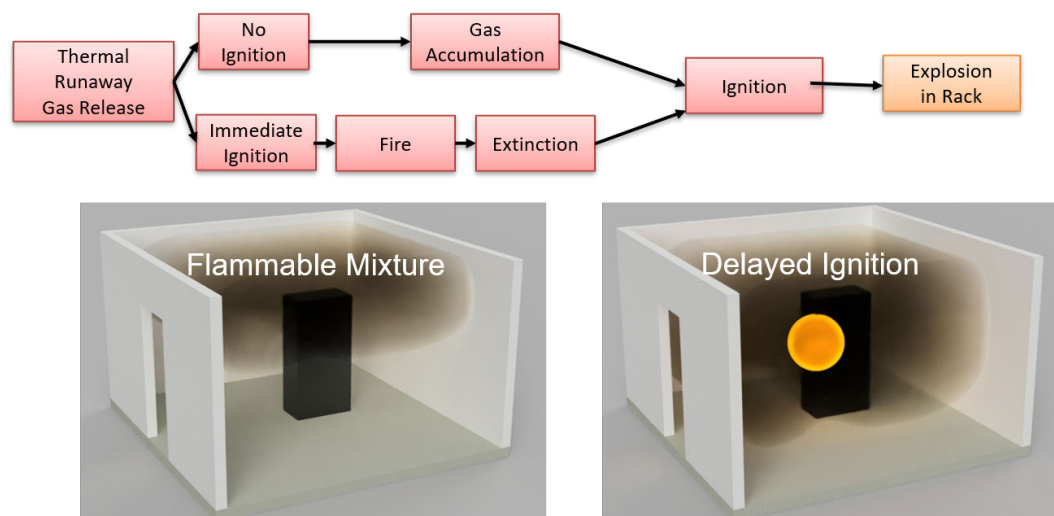 Thermal
Runaway
Gas Release
No
Ignition
Gas
Accumulation
Immediate
Ignition
Fire
Extinction
Ignition
Explosion
in Rack
Flammable Mixture
Delayed Ignition